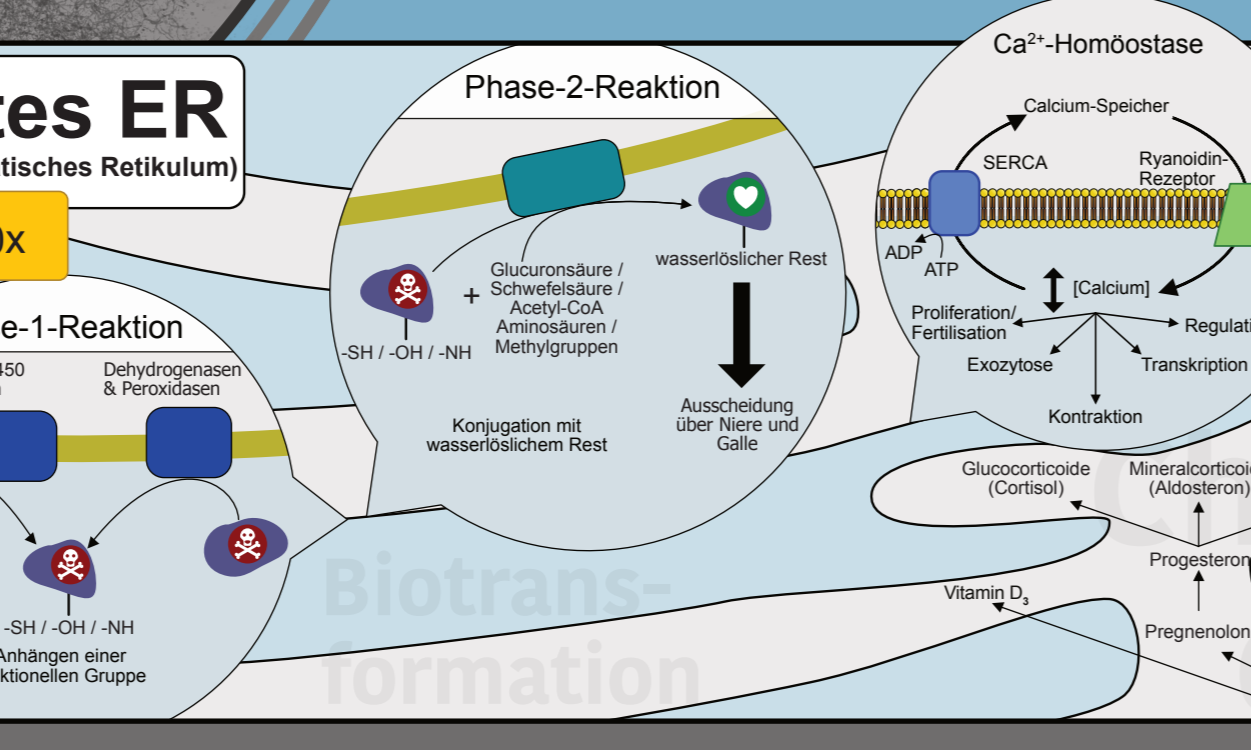 tes ER
tisches Retikulum)
0x
e-1-Reaktion
450
Dehydrogenasen
& Peroxidasen
-SH / -OH / -NH
Anhängen einer
ktionellen Gruppe
Phase-2-Reaktion
wasserlöslicher Rest
Glucuronsäure /
Schwefelsäure /
Acetyl-CoA
Aminosäuren /
Methylgruppen
+
-SH / -OH / -NH
Konjugation mit
wasserlöslichem Rest
Ausscheidung
über Niere und
Galle
Biotrans-
formation
Ca²⁺-Homöostase
Calcium-Speicher
SERCA
Ryanoidin-
Rezeptor
ADP
ATP
[Calcium]
Proliferation/
Fertilisation
Regulati
Exozytose
Transkription
Kontraktion
Ch
Glucocorticoide
(Cortisol)
Mineralcorticoid
(Aldosteron)
Progesteron
Vitamin D₃
Pregnenolon